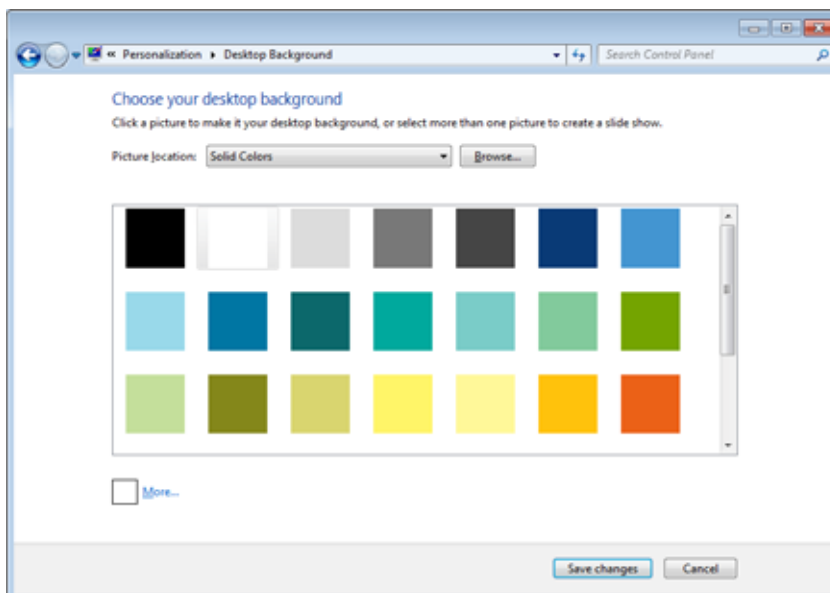 « Personalization ▸ Desktop Background
Search Control Panel
Choose your desktop background
Click a picture to make it your desktop background, or select more than one picture to create a slide show.
Picture location: Solid Colors Browse...
More...
Save changes Cancel